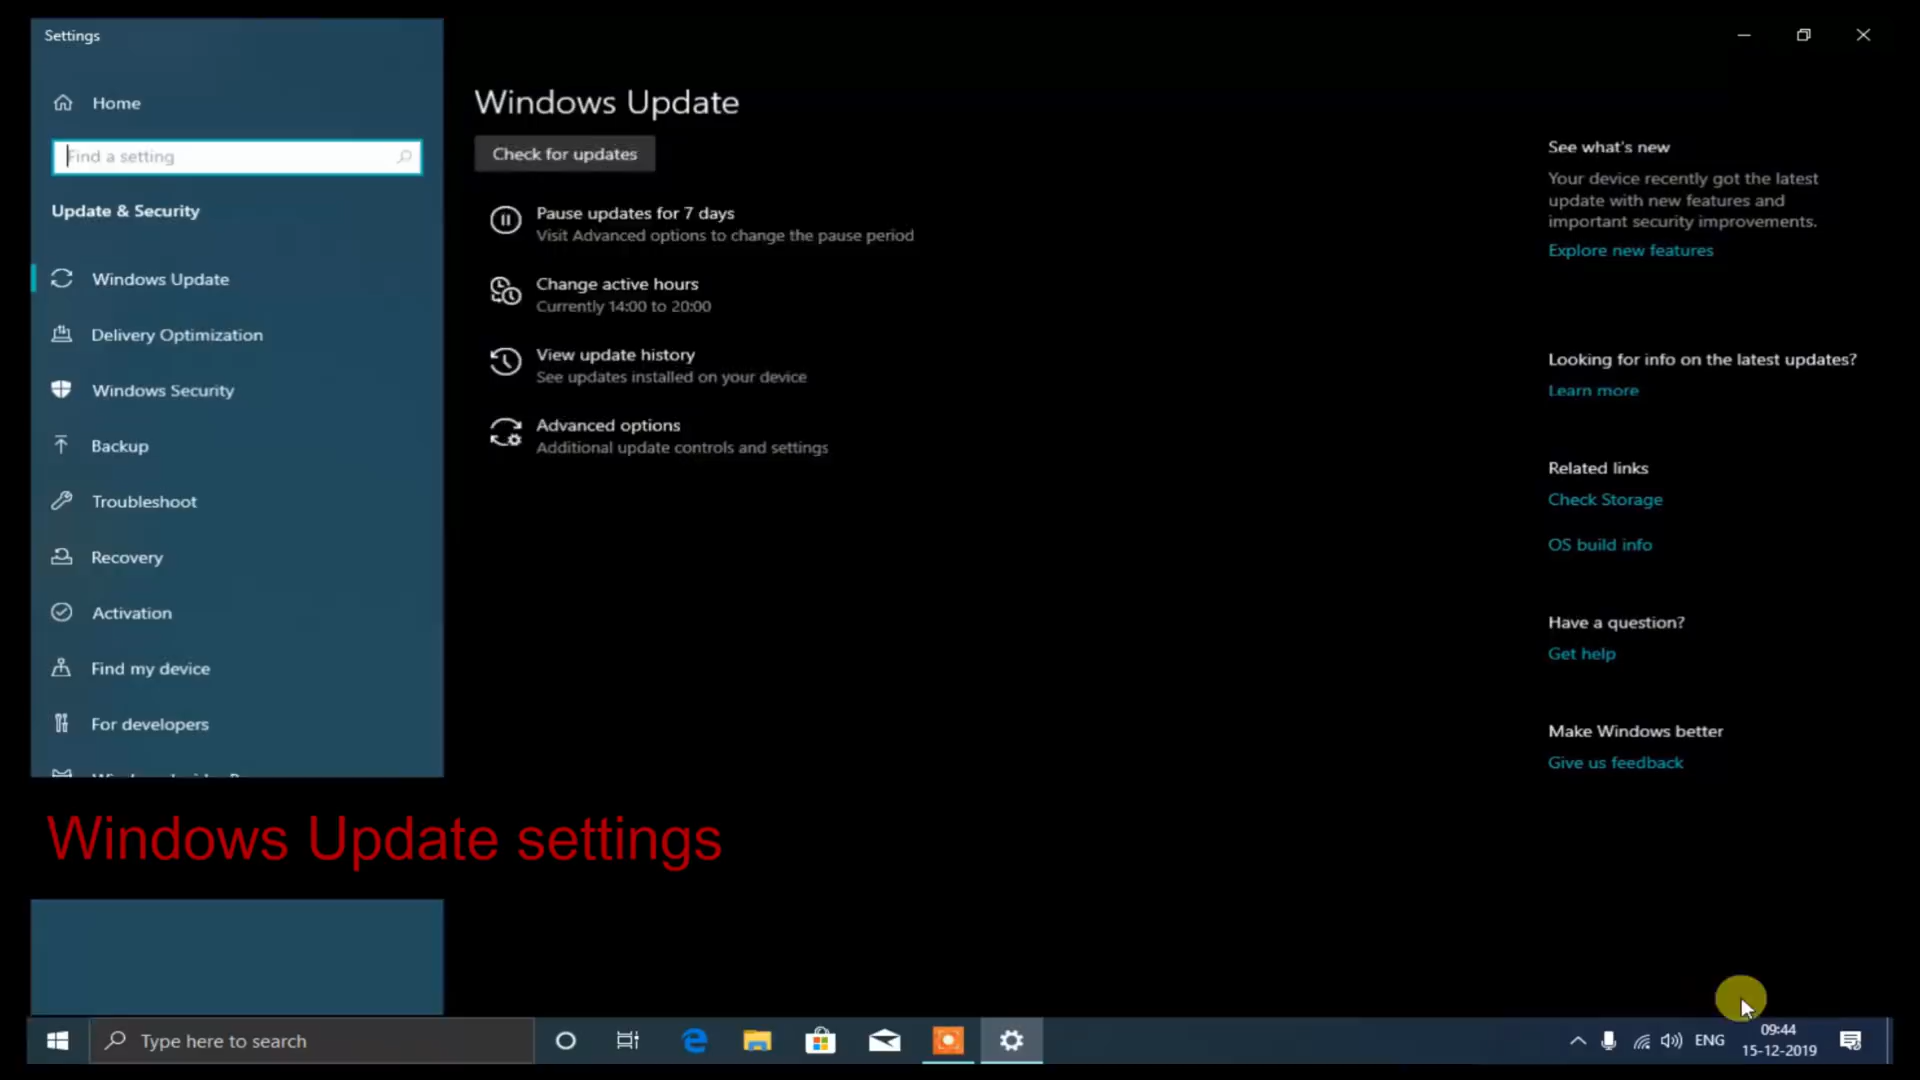 Settings
Home
Find a setting
Update & Security
Windows Update
Delivery Optimization
Windows Security
Backup
Troubleshoot
Recovery
Activation
Find my device
For developers
Windows Update
Check for updates
Pause updates for 7 days
Visit Advanced options to change the pause period
Change active hours
Currently 14:00 to 20:00
View update history
See updates installed on your device
Advanced options
Additional update controls and settings
See what's new
Your device recently got the latest
update with new features and
important security improvements.
Explore new features
Looking for info on the latest updates?
Learn more
Related links
Check Storage
OS build info
Have a question?
Get help
Make Windows better
Give us feedback
Windows Update settings
Type here to search
ENG
09:44
15-12-2019